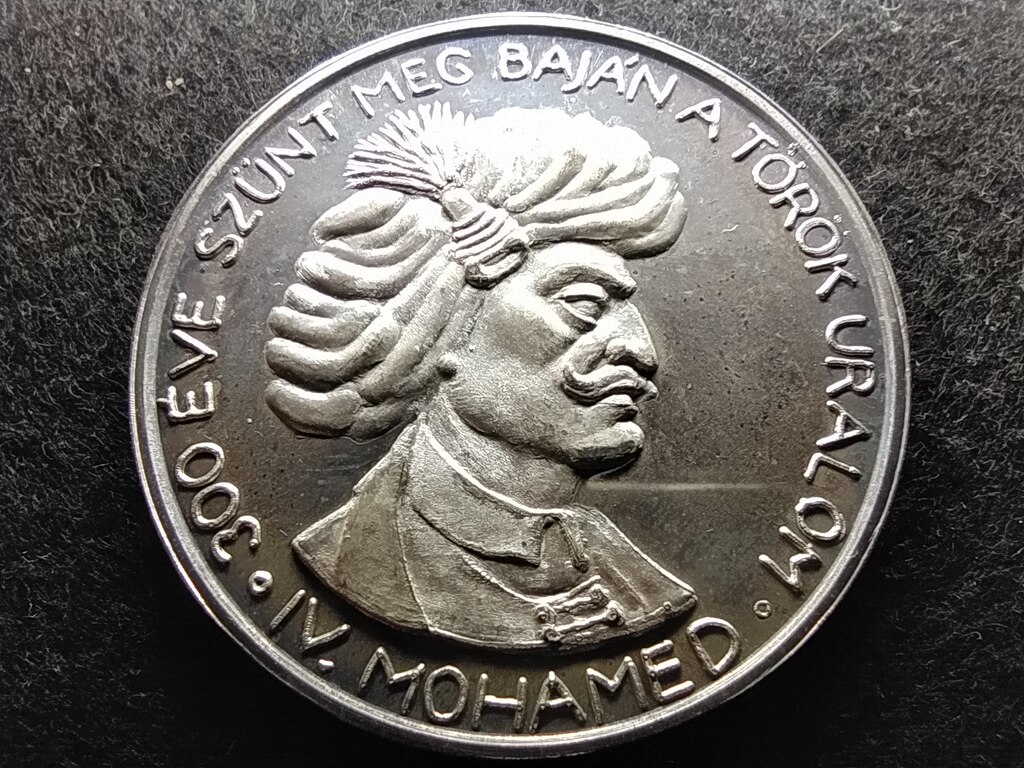 300 ÉVE SZŰNT MEG BAJÁN A TÖRÖK URALOM
IV. MOHAMED